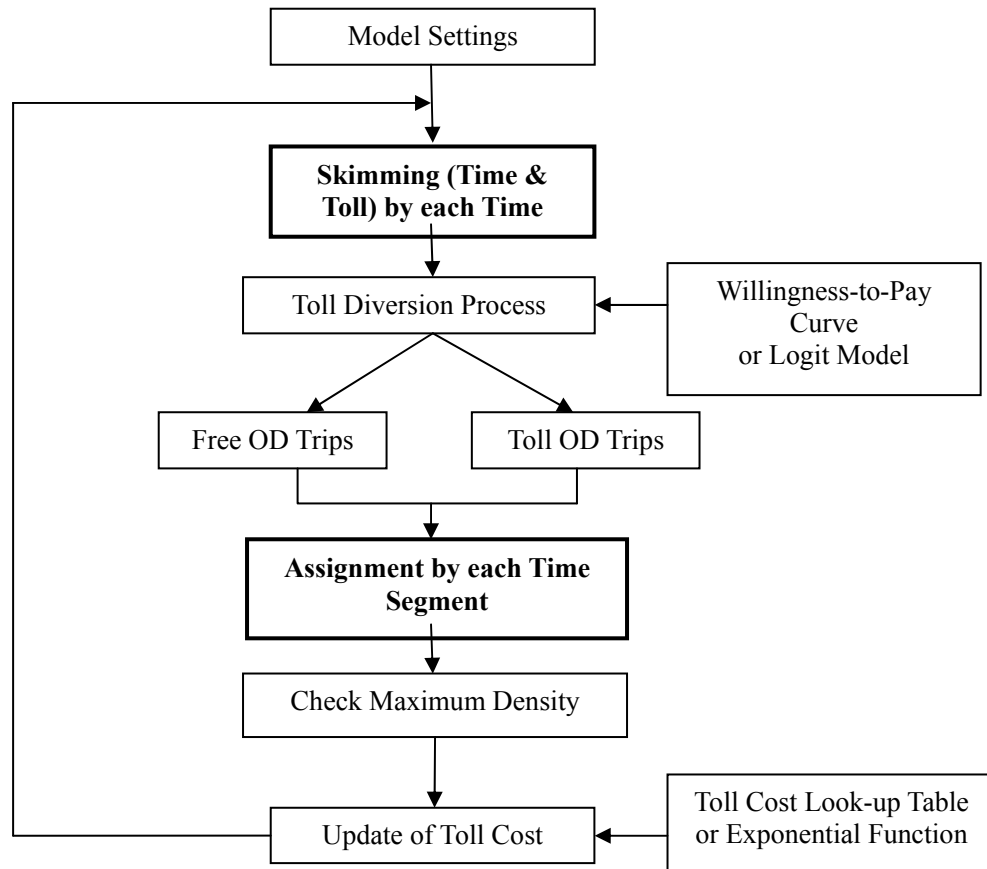 Model Settings
Skimming (Time &
Toll) by each Time
Toll Diversion Process
Willingness-to-Pay
Curve
or Logit Model
Free OD Trips
Toll OD Trips
Assignment by each Time
Segment
Check Maximum Density
Update of Toll Cost
Toll Cost Look-up Table
or Exponential Function